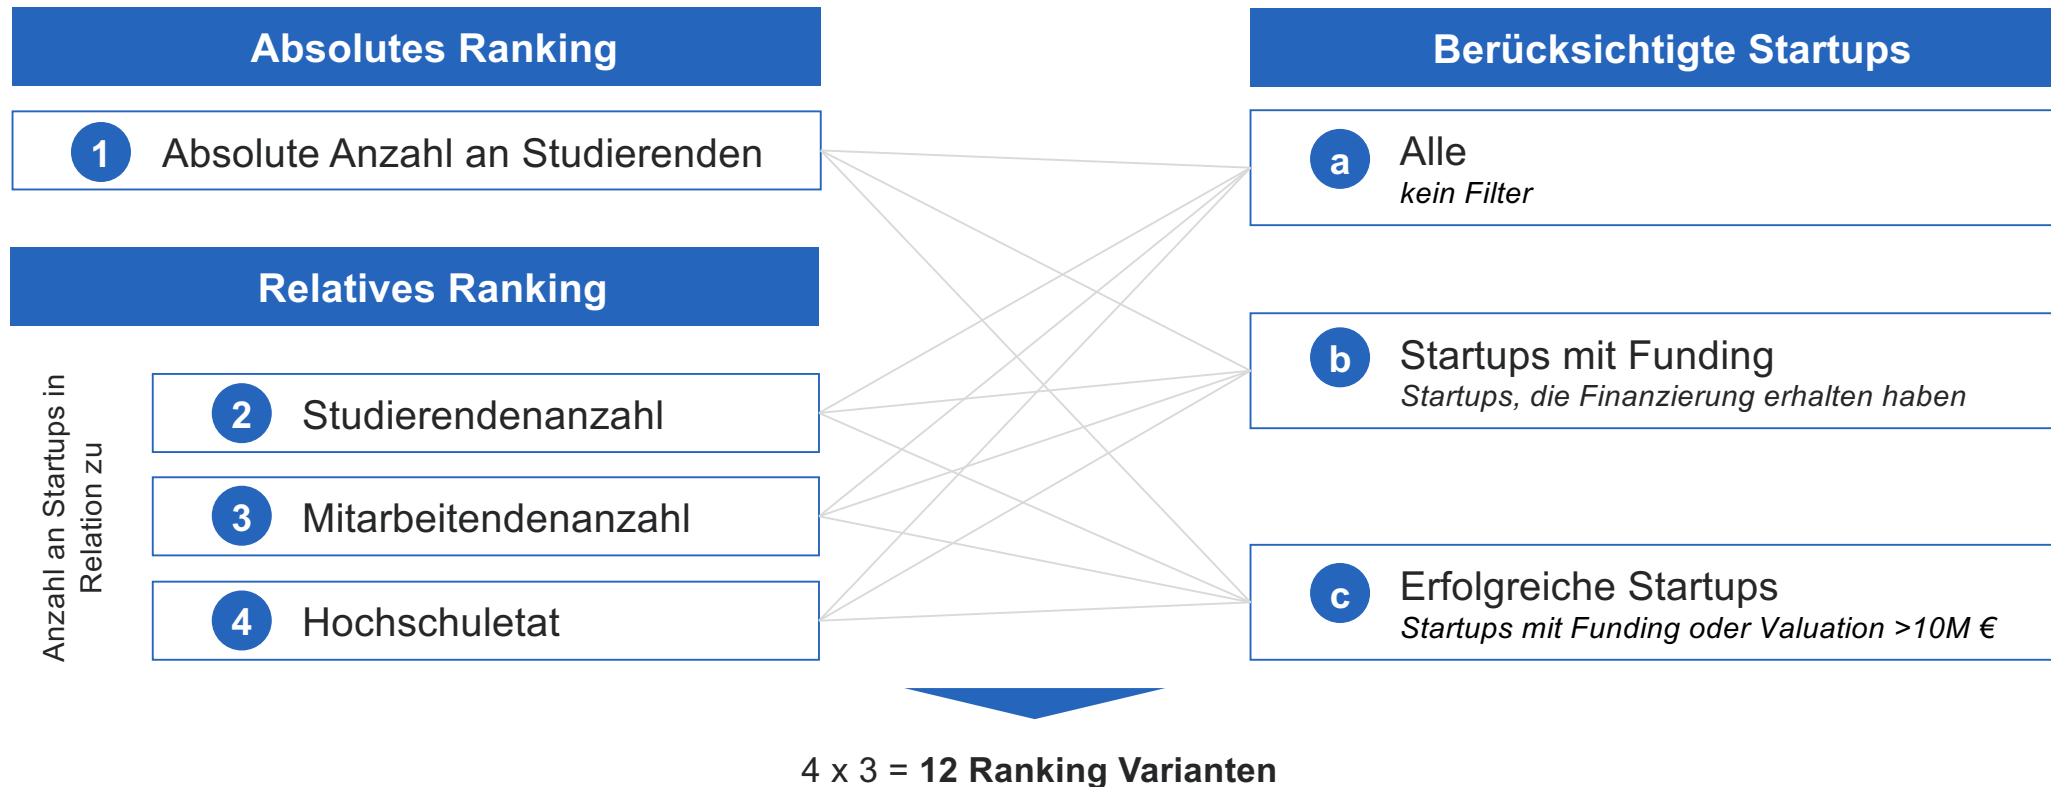 Absolutes Ranking
1 Absolute Anzahl an Studierenden
Relatives Ranking
Anzahl an Startups in
Relation zu
2 Studierendenanzahl
3 Mitarbeitendenanzahl
4 Hochschuletat
Berücksichtigte Startups
a Alle
kein Filter
b Startups mit Funding
Startups, die Finanzierung erhalten haben
c Erfolgreiche Startups
Startups mit Funding oder Valuation >10M €
4 x 3 = 12 Ranking Varianten